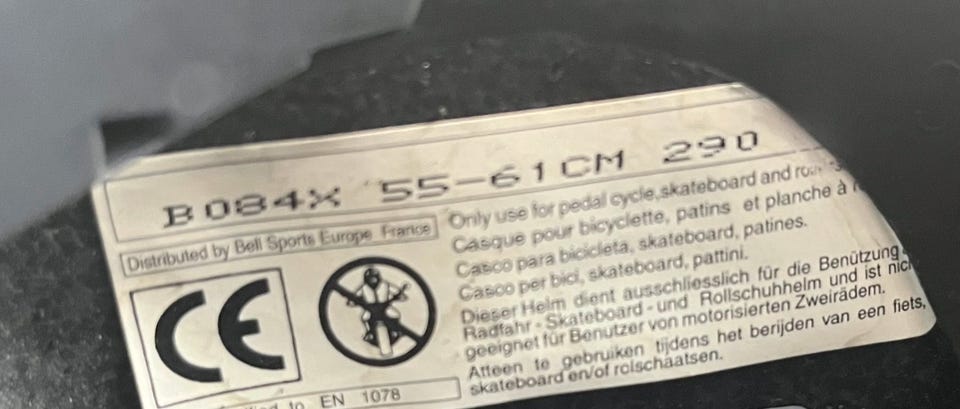 B084X 55-61CM 290
Distributed by Bell Sports Europe, France
CE
to EN 1078
Only use for pedal cycle,skateboard and
Casque pour bicyclette, patins et planche à
Casco para bicicleta, skateboard, patines.
Casco per bici, skateboard, pattini.
Dieser Helm dient ausschliesslich für die Benützung
Radfahr - Skateboard - und Rollschuhhelm und ist
geeignet für Benutzer von motorisierten Zweirädern.
Atteen te gebruiken tijdens het berijden van een fiets,
skateboard en/of rolschaatsen.